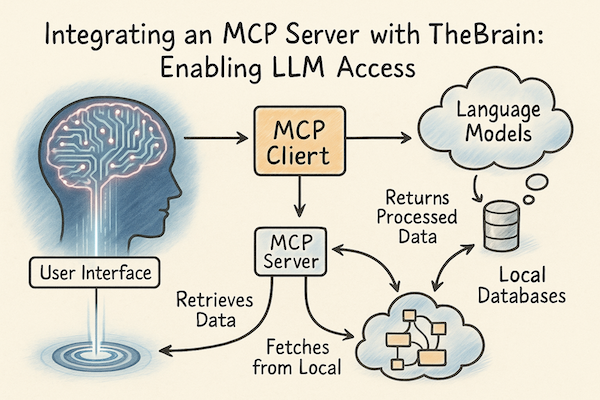 Integrating an MCP Server with TheBrain:
Enabling LLM Access
MCP
Cliert
Language
Models
Returns
Processed
Data
MCP
Server
User Interface
Local
Databases
Retrieves
Data
Fetches
from Local